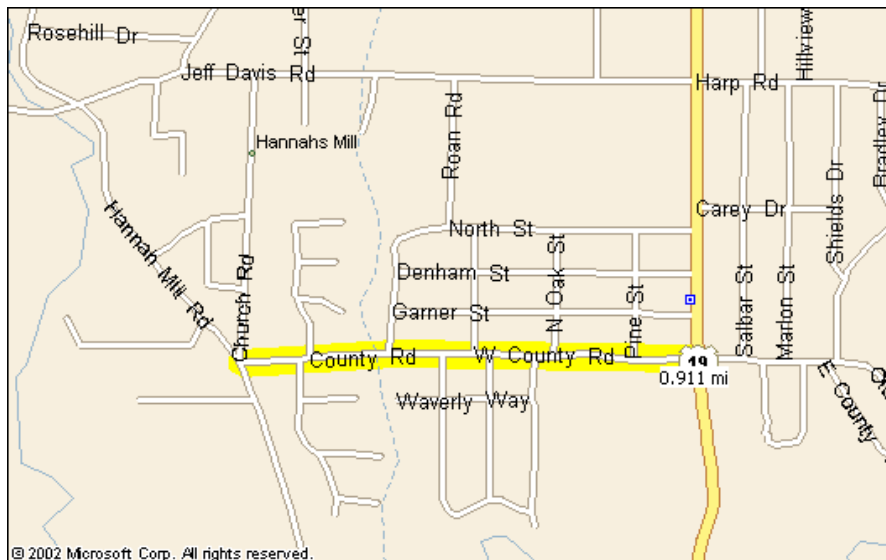 Rosehill Dr
er St
Jeff Davis Rd
Hillview
Harp Rd
Bradley Dr
Hannahs Mill
Roan Rd
Hannah Mill Rd
Church Rd
North St
Carey Dr
Shields Dr
Denham St
N Oak St
Pine St
Salbar St
Marlon St
Garner St
County Rd
W County Rd
19
0.911 mi
E County
Waverly Way
© 2002 Microsoft Corp. All rights reserved.